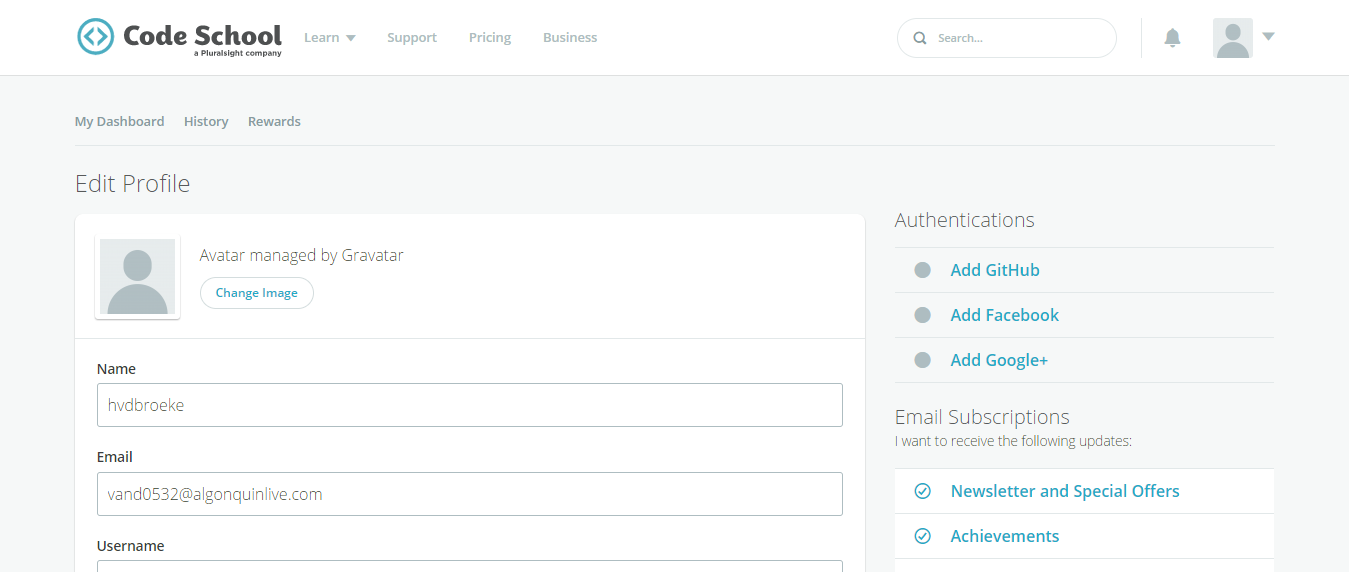 Code School
a Pluralsight company
Learn
Support
Pricing
Business
Search...
My Dashboard
History
Rewards
Edit Profile
Avatar managed by Gravatar
Change Image
Name
hvdbroeke
Email
vand0532@algonquinlive.com
Username
Authentications
Add GitHub
Add Facebook
Add Google+
Email Subscriptions
I want to receive the following updates:
Newsletter and Special Offers
Achievements